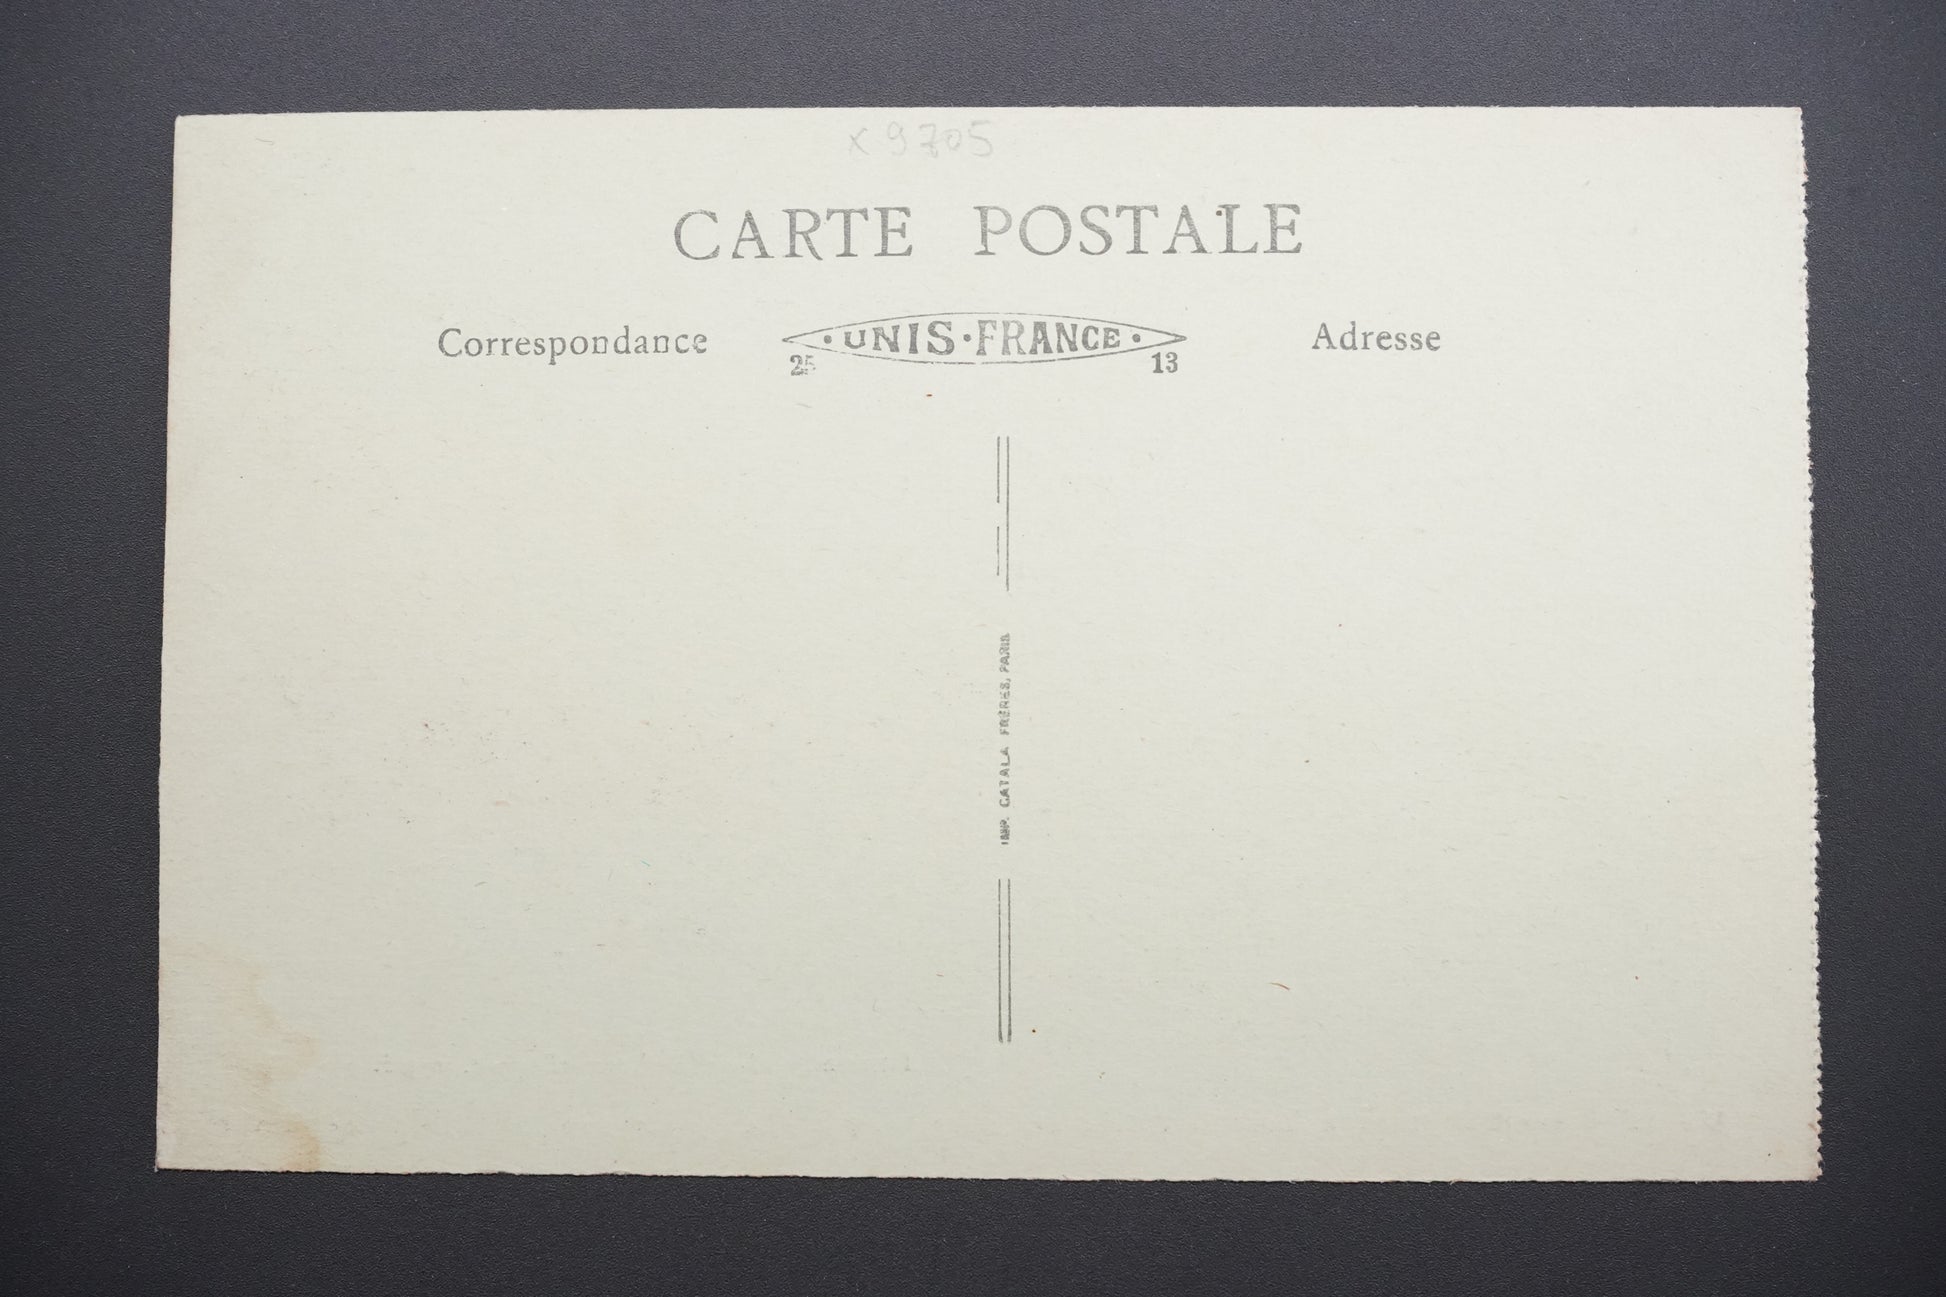 x 9705
CARTE POSTALE
Correspondance
·UNIS·FRANCE·
25 13
Adresse
IMP. CATALA FRÈRES, PARIS